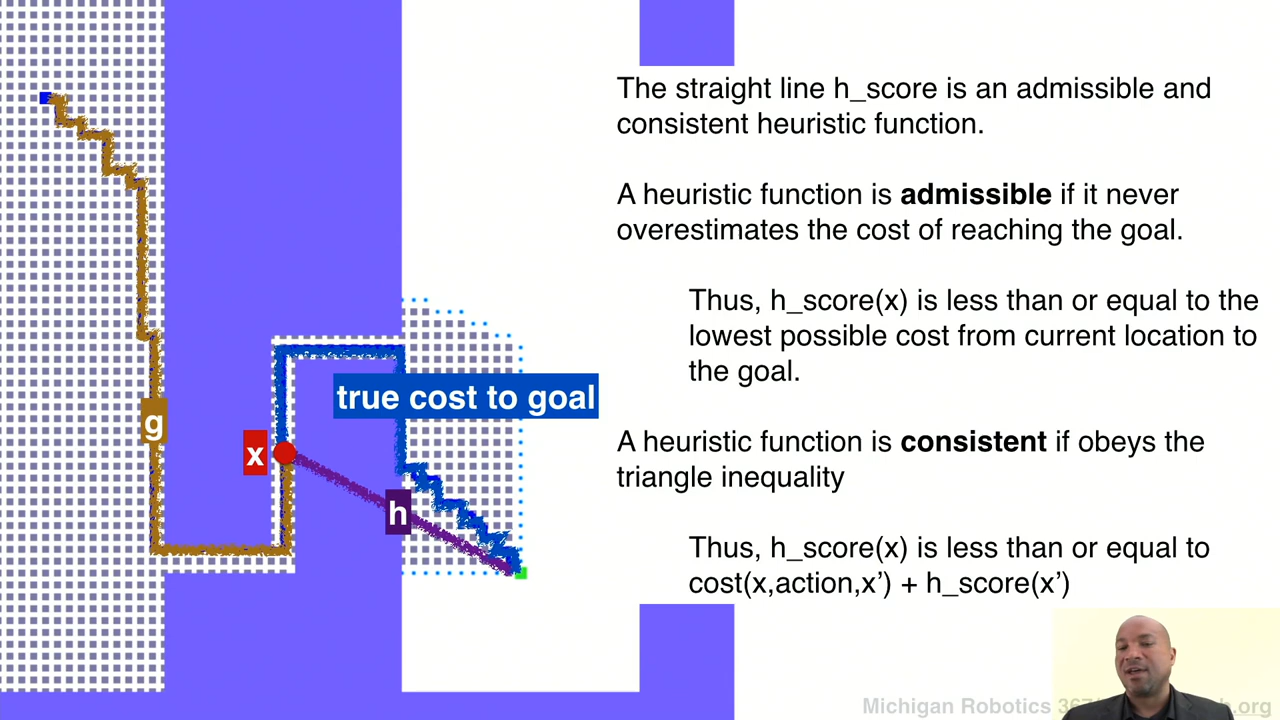 The straight line h_score is an admissible and
consistent heuristic function.
A heuristic function is admissible if it never
overestimates the cost of reaching the goal.
Thus, h_score(x) is less than or equal to the
lowest possible cost from current location to
the goal.
true cost to goal
g
x
h
A heuristic function is consistent if obeys the
triangle inequality
Thus, h_score(x) is less than or equal to
cost(x,action,x’) + h_score(x’)
Michigan Robotics